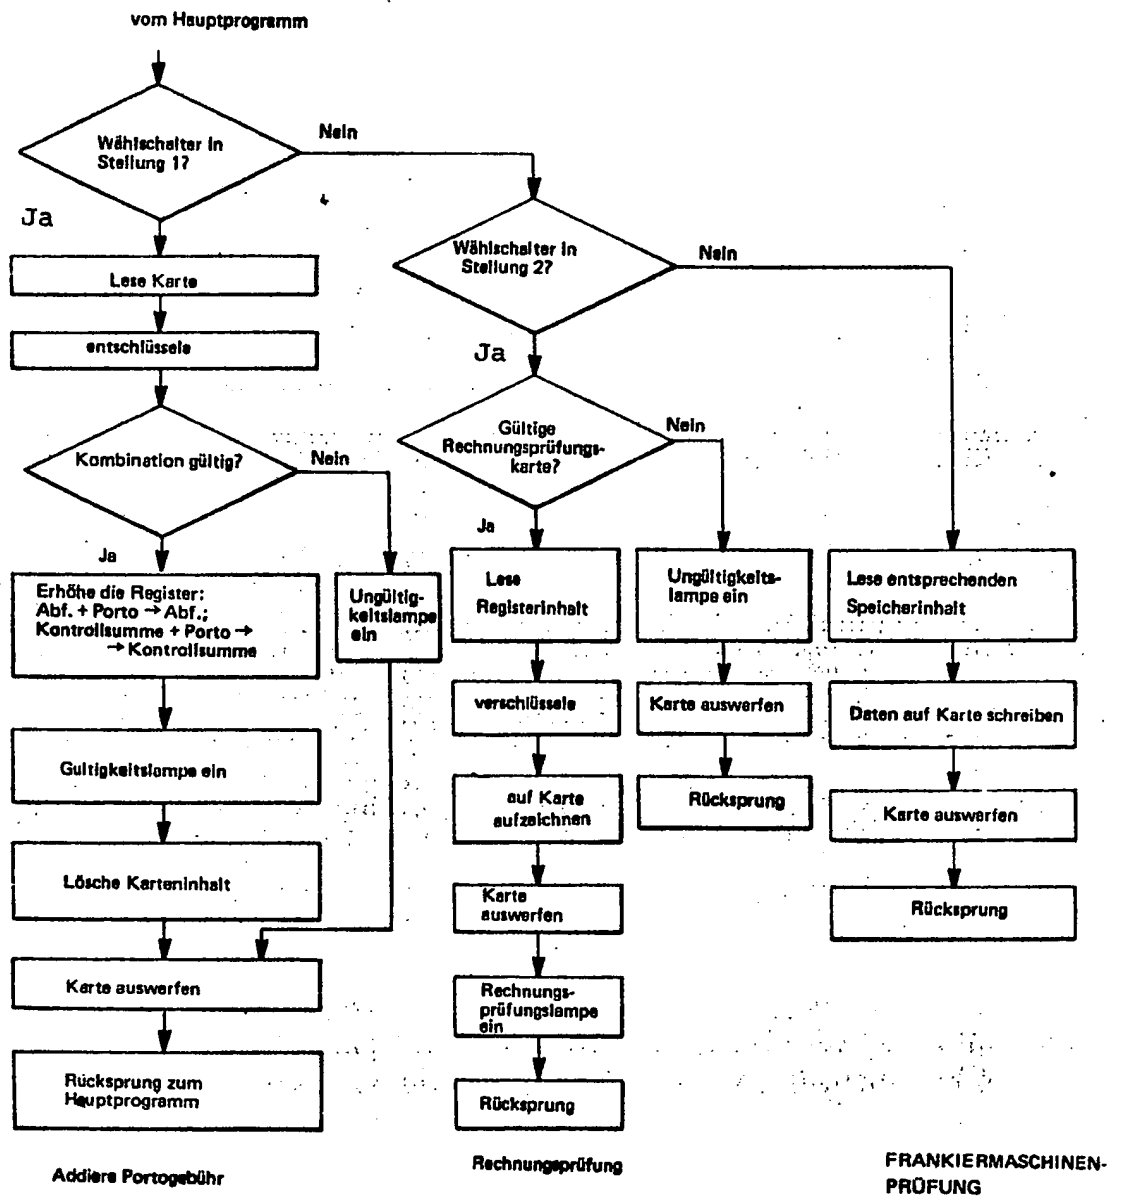 vom Hauptprogramm
Wählschalter in
Stellung 1?
Nein
Ja
Lese Karte
entschlüssele
Kombination gültig?
Nein
Ja
Erhöhe die Register:
Abf. + Porto → Abf.;
Kontrollsumme + Porto →
→ Kontrollsumme
Ungültig-
keitslampe
ein
Gultigkeitslampe ein
Lösche Karteninhalt
Karte auswerfen
Rücksprung zum
Hauptprogramm
Addiere Portogebühr
Wählschalter in
Stellung 2?
Nein
Ja
Gültige
Rechnungsprüfungs-
karte?
Nein
Ja
Lese
Registerinhalt
verschlüssele
auf Karte
aufzeichnen
Karte
auswerfen
Rechnungs-
prüfungslampe
ein
Rücksprung
Rechnungsprüfung
Ungültigkeits-
lampe ein
Karte auswerfen
Rücksprung
Lese entsprechenden
Speicherinhalt
Daten auf Karte schreiben
Karte auswerfen
Rücksprung
FRANKIERMASCHINEN-
PRÜFUNG